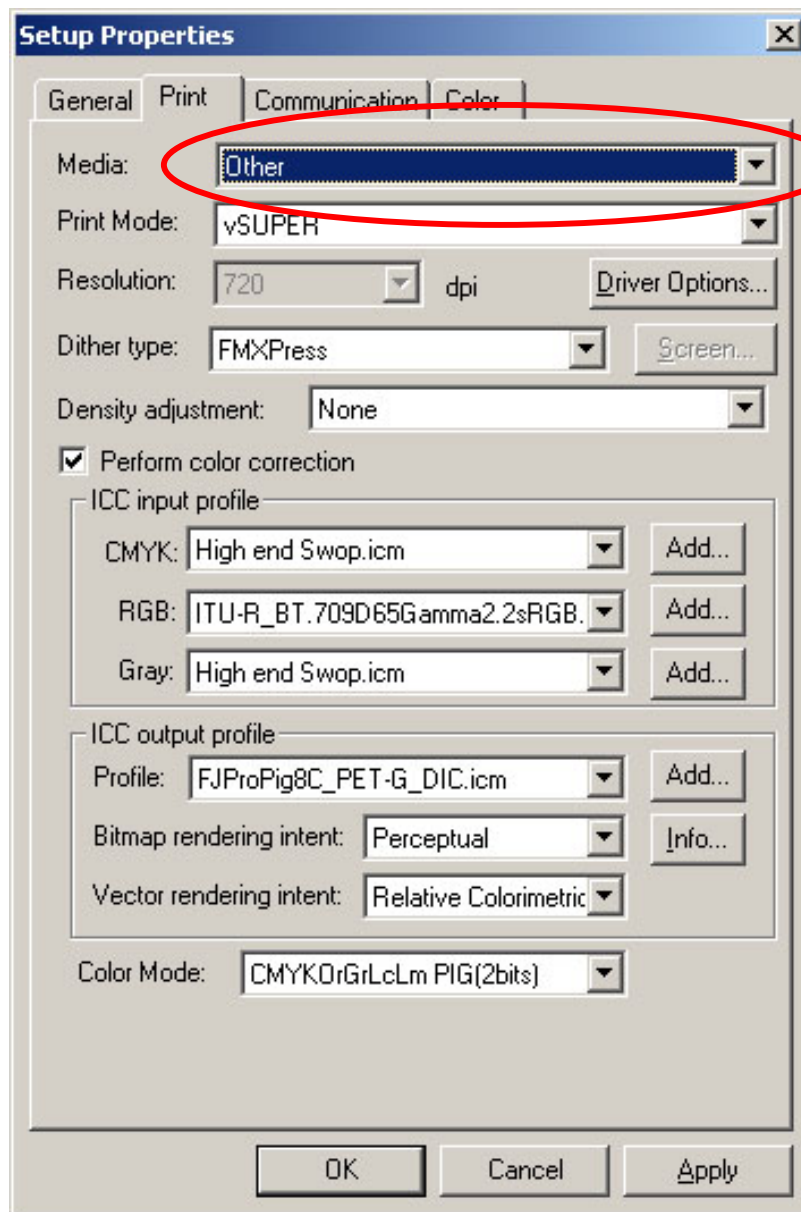 Setup Properties
General Print Communication Color
Media: Other
Print Mode: vSUPER
Resolution: 720 dpi Driver Options...
Dither type: FMXPress Screen...
Density adjustment: None
Perform color correction
ICC input profile
CMYK: High end Swop.icm Add...
RGB: ITU-R_BT.709D65Gamma2.2sRGB. Add...
Gray: High end Swop.icm Add...
ICC output profile
Profile: FJProPig8C_PET-G_DIC.icm Add...
Bitmap rendering intent: Perceptual Info...
Vector rendering intent: Relative Colorimetric
Color Mode: CMYKOrGrLcLm PIG(2bits)
OK Cancel Apply